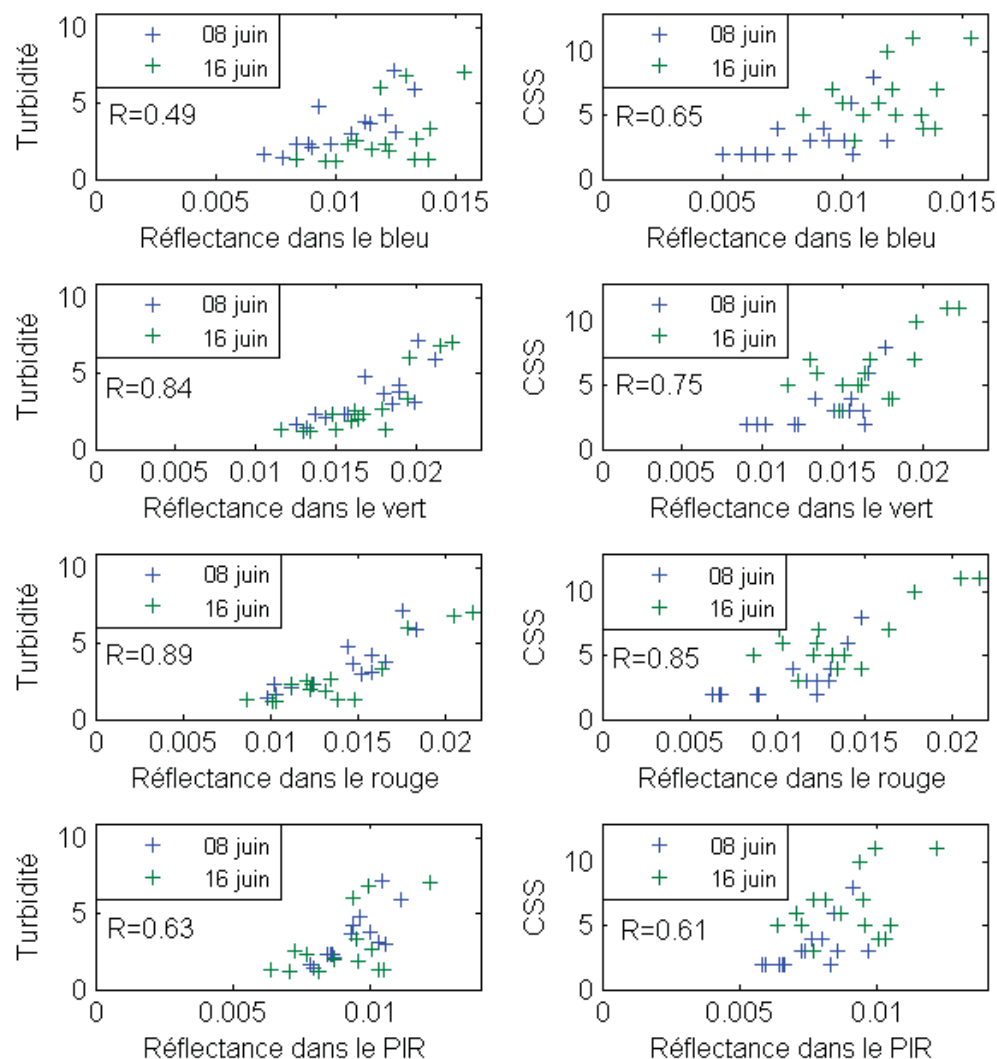 Turbidité
10
5
0
08 juin
16 juin
R=0.49
0 0.005 0.01 0.015
Réflectance dans le bleu
CSS
10
5
0
08 juin
16 juin
R=0.65
0 0.005 0.01 0.015
Réflectance dans le bleu
Turbidité
10
5
0
08 juin
16 juin
R=0.84
0 0.005 0.01 0.015 0.02
Réflectance dans le vert
CSS
10
5
0
08 juin
16 juin
R=0.75
0 0.005 0.01 0.015 0.02
Réflectance dans le vert
Turbidité
10
5
0
08 juin
16 juin
R=0.89
0 0.005 0.01 0.015 0.02
Réflectance dans le rouge
CSS
10
5
0
08 juin
16 juin
R=0.85
0 0.005 0.01 0.015 0.02
Réflectance dans le rouge
Turbidité
10
5
0
08 juin
16 juin
R=0.63
0 0.005 0.01
Réflectance dans le PIR
CSS
10
5
0
08 juin
16 juin
R=0.61
0 0.005 0.01
Réflectance dans le PIR